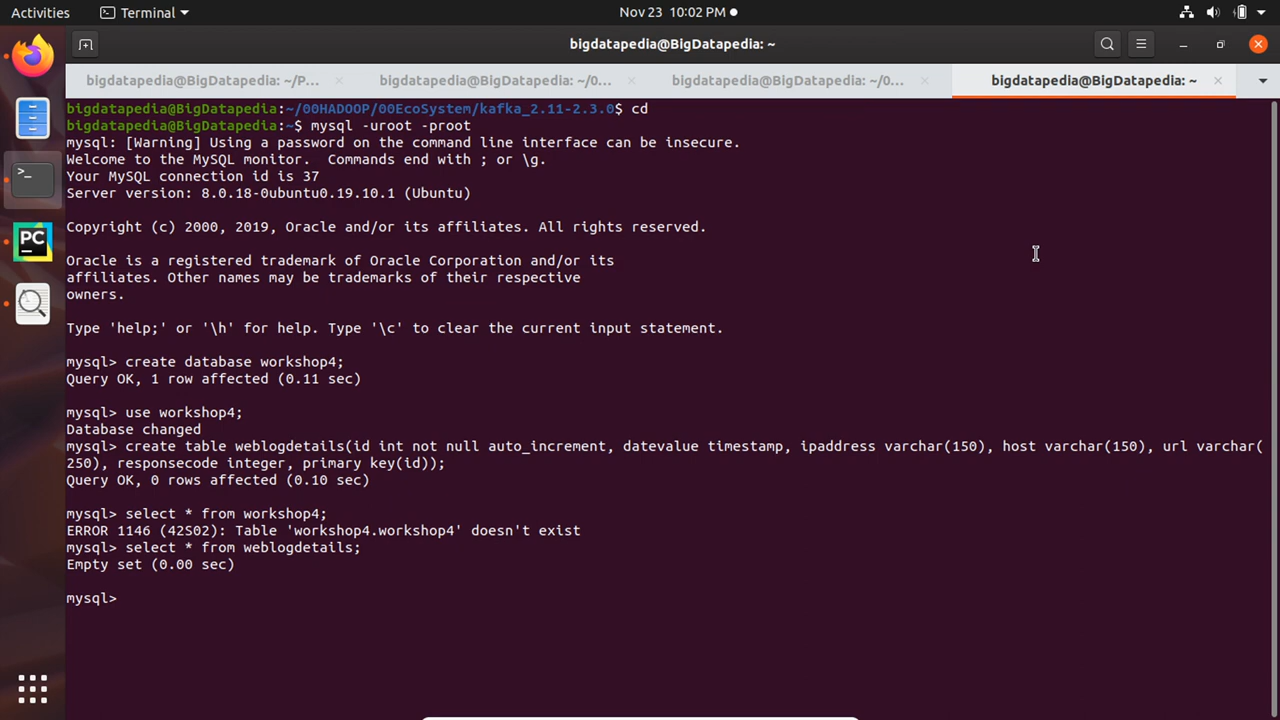 Activities
Terminal
Nov 23 10:02 PM
bigdatapedia@BigDatapedia: ~
bigdatapedia@BigDatapedia: ~/P...
bigdatapedia@BigDatapedia: ~/0...
bigdatapedia@BigDatapedia: ~/0...
bigdatapedia@BigDatapedia: ~
bigdatapedia@BigDatapedia:~/00HADOOP/00EcoSystem/kafka_2.11-2.3.0$ cd
bigdatapedia@BigDatapedia:~$ mysql -uroot -proot
mysql: [Warning] Using a password on the command line interface can be insecure.
Welcome to the MySQL monitor.  Commands end with ; or \g.
Your MySQL connection id is 37
Server version: 8.0.18-0ubuntu0.19.10.1 (Ubuntu)
Copyright (c) 2000, 2019, Oracle and/or its affiliates. All rights reserved.
Oracle is a registered trademark of Oracle Corporation and/or its
affiliates. Other names may be trademarks of their respective
owners.
Type 'help;' or '\h' for help. Type '\c' to clear the current input statement.
mysql> create database workshop4;
Query OK, 1 row affected (0.11 sec)
mysql> use workshop4;
Database changed
mysql> create table weblogdetails(id int not null auto_increment, datevalue timestamp, ipaddress varchar(150), host varchar(150), url varchar(
250), responsecode integer, primary key(id));
Query OK, 0 rows affected (0.10 sec)
mysql> select * from workshop4;
ERROR 1146 (42S02): Table 'workshop4.workshop4' doesn't exist
mysql> select * from weblogdetails;
Empty set (0.00 sec)
mysql>
>_
PC